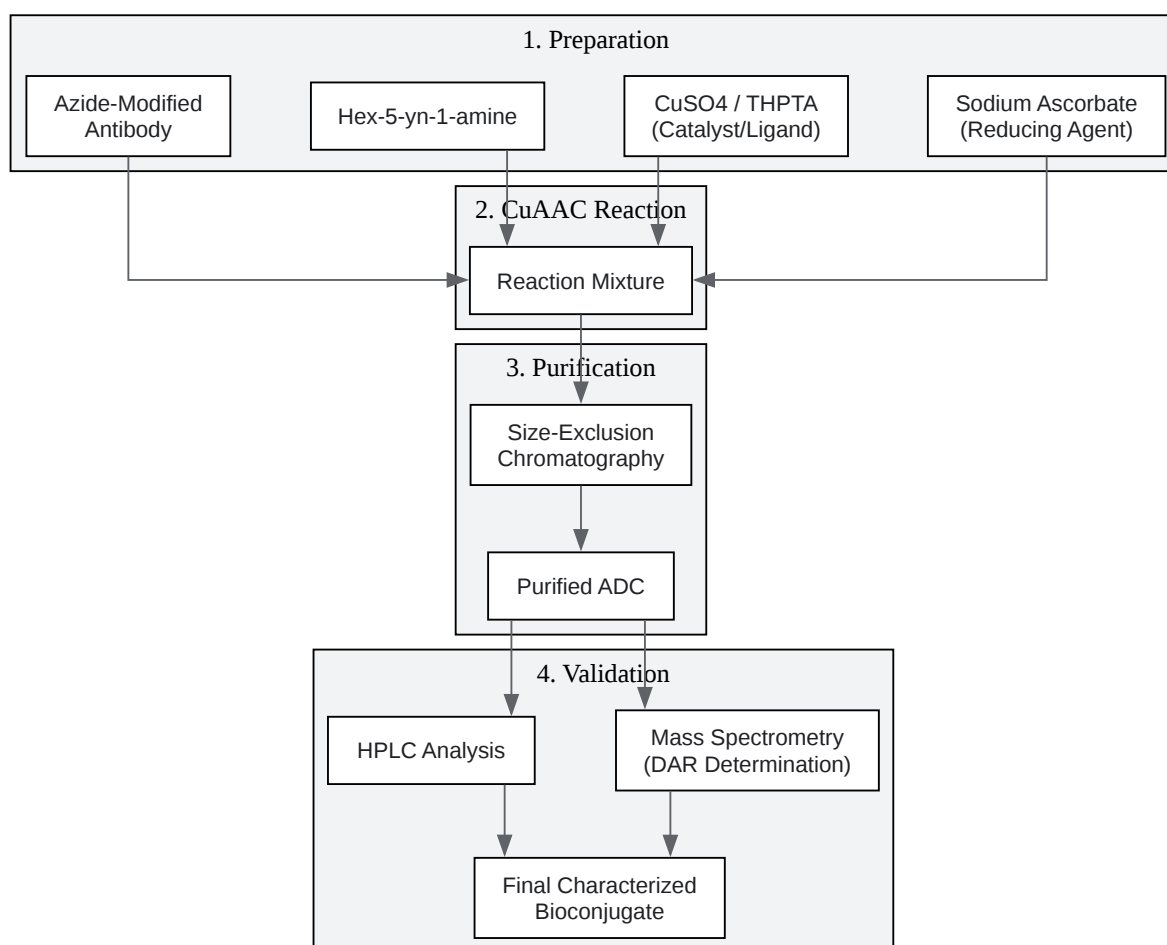 1. Preparation
Azide-Modified
Antibody
Hex-5-yn-1-amine
CuSO4 / THPTA
(Catalyst/Ligand)
Sodium Ascorbate
(Reducing Agent)
2. CuAAC Reaction
Reaction Mixture
3. Purification
Size-Exclusion
Chromatography
Purified ADC
4. Validation
HPLC Analysis
Mass Spectrometry
(DAR Determination)
Final Characterized
Bioconjugate